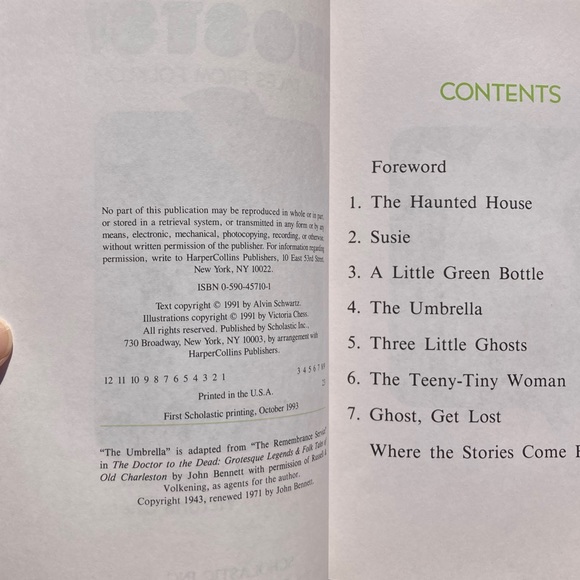 No part of this publication may be reproduced in whole or in part,
or stored in a retrieval system, or transmitted in any form or by any
means, electronic, mechanical, photocopying, recording, or otherwise,
without written permission of the publisher. For information regarding
permission, write to HarperCollins Publishers, 10 East 53rd Street,
New York, NY 10022.
ISBN 0-590-45710-1
Text copyright © 1991 by Alvin Schwartz.
Illustrations copyright © 1991 by Victoria Chess.
All rights reserved. Published by Scholastic Inc.,
730 Broadway, New York, NY 10003, by arrangement with
HarperCollins Publishers.
12 11 10 9 8 7 6 5 4 3 2 1 3 4 5 6 7 8
Printed in the U.S.A.
First Scholastic printing, October 1993
"The Umbrella" is adapted from "The Remembrance Service"
in The Doctor to the Dead: Grotesque Legends & Folk Tales of
Old Charleston by John Bennett with permission of Russell &
Volkening, as agents for the author.
Copyright 1943, renewed 1971 by John Bennett.
CONTENTS
Foreword
1. The Haunted House
2. Susie
3. A Little Green Bottle
4. The Umbrella
5. Three Little Ghosts
6. The Teeny-Tiny Woman
7. Ghost, Get Lost
Where the Stories Come